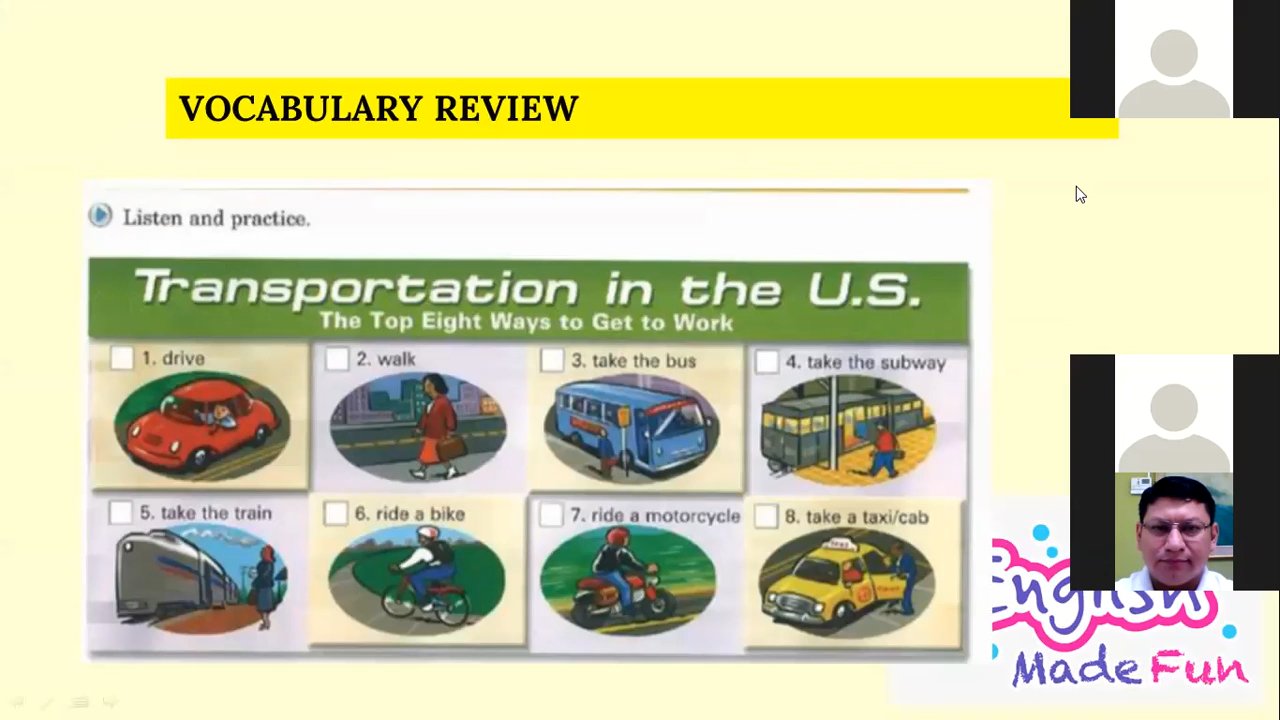 VOCABULARY REVIEW
Listen and practice.
Transportation in the U.S.
The Top Eight Ways to Get to Work
1. drive
2. walk
3. take the bus
4. take the subway
5. take the train
6. ride a bike
7. ride a motorcycle
8. take a taxi/cab
English
Made Fun